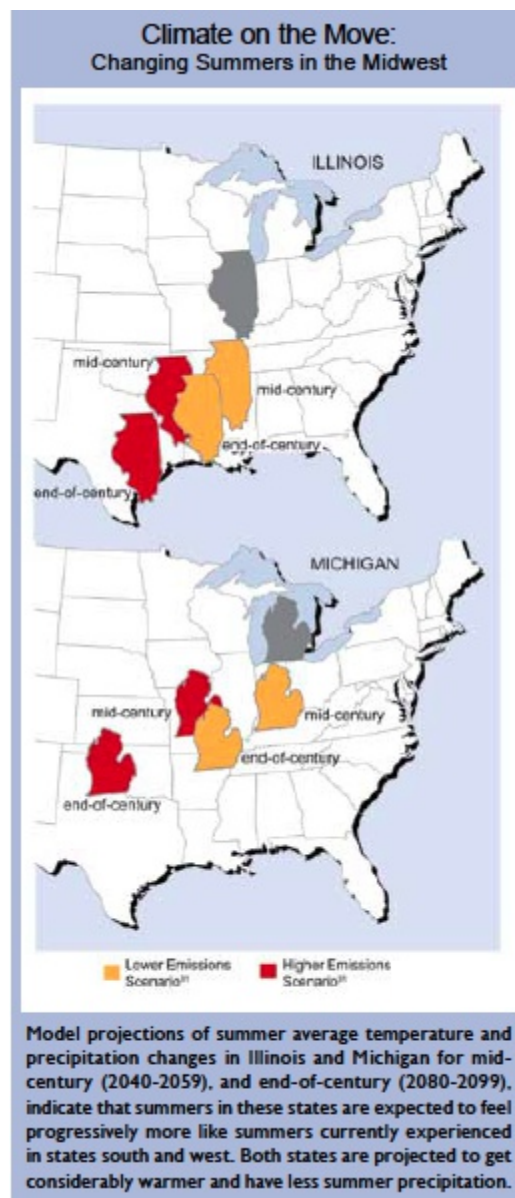 Climate on the Move:
Changing Summers in the Midwest
ILLINOIS
mid-century
mid-century
end-of-century
end-of-century
MICHIGAN
mid-century
mid-century
end-of-century
end-of-century
Lower Emissions
Scenario⁹¹
Higher Emissions
Scenario⁹¹
Model projections of summer average temperature and
precipitation changes in Illinois and Michigan for mid-
century (2040-2059), and end-of-century (2080-2099),
indicate that summers in these states are expected to feel
progressively more like summers currently experienced
in states south and west. Both states are projected to get
considerably warmer and have less summer precipitation.